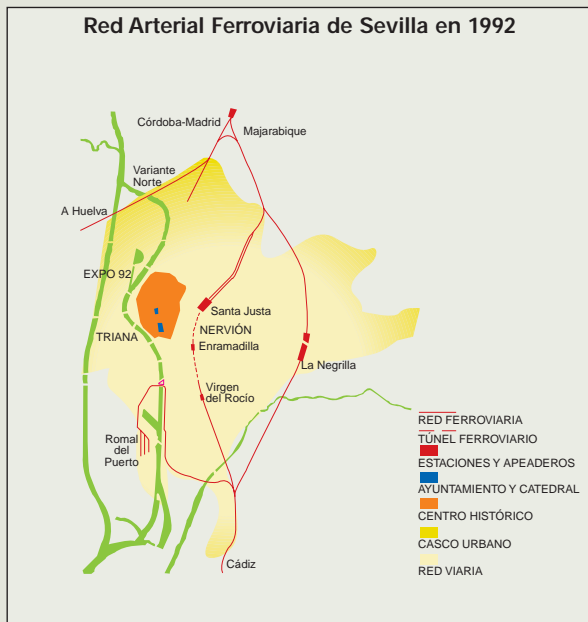 Red Arterial Ferroviaria de Sevilla en 1992
Córdoba-Madrid
Majarabique
Variante
Norte
A Huelva
EXPO 92
Santa Justa
NERVIÓN
TRIANA
Enramadilla
La Negrilla
Virgen
del Rocío
Romal
del
Puerto
Cádiz
RED FERROVIARIA
TÚNEL FERROVIARIO
ESTACIONES Y APEADEROS
AYUNTAMIENTO Y CATEDRAL
CENTRO HISTÓRICO
CASCO URBANO
RED VIARIA